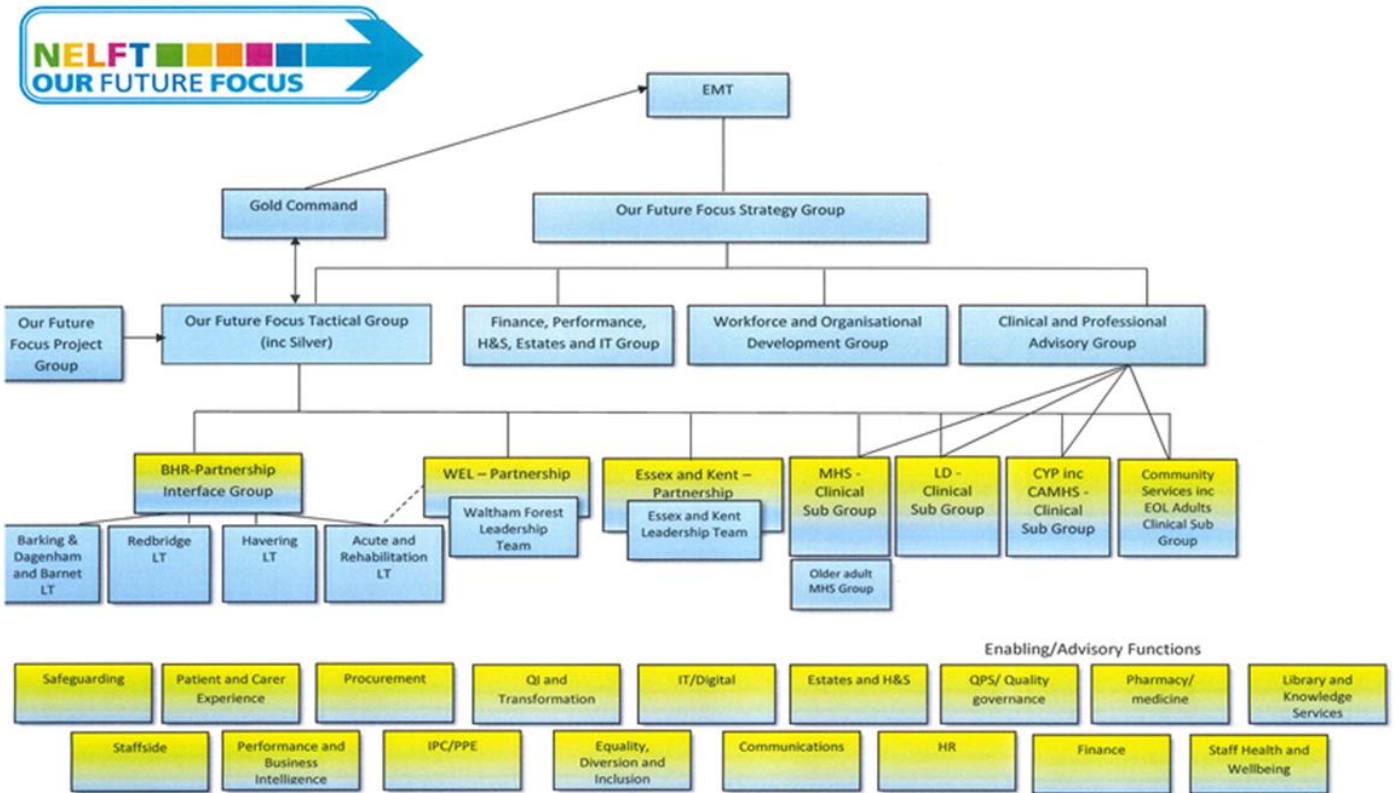 NELFT
OUR FUTURE FOCUS
EMT
Gold Command
Our Future Focus Strategy Group
Our Future
Focus Project
Group
Our Future Focus Tactical Group
(inc Silver)
Finance, Performance,
H&S, Estates and IT Group
Workforce and Organisational
Development Group
Clinical and Professional
Advisory Group
BHR-Partnership
Interface Group
WEL – Partnership
Essex and Kent –
Partnership
MHS -
Clinical
Sub Group
LD -
Clinical
Sub Group
CYP inc
CAMHS -
Clinical
Sub Group
Community
Services inc
EOL Adults
Clinical Sub
Group
Barking &
Dagenham
and Barnet
LT
Redbridge
LT
Havering
LT
Acute and
Rehabilitation
LT
Waltham Forest
Leadership
Team
Essex and Kent
Leadership Team
Older adult
MHS Group
Enabling/Advisory Functions
Safeguarding
Patient and Carer
Experience
Procurement
QI and
Transformation
IT/Digital
Estates and H&S
QPS/ Quality
governance
Pharmacy/
medicine
Library and
Knowledge
Services
Staffside
Performance and
Business
Intelligence
IPC/PPE
Equality,
Diversion and
Inclusion
Communications
HR
Finance
Staff Health and
Wellbeing